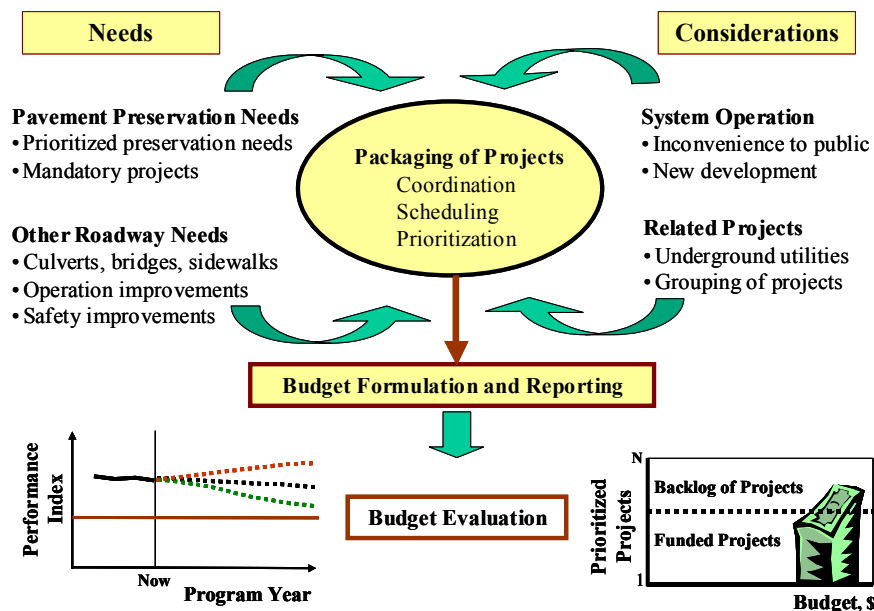 Needs
Considerations
Pavement Preservation Needs
• Prioritized preservation needs
• Mandatory projects
Other Roadway Needs
• Culverts, bridges, sidewalks
• Operation improvements
• Safety improvements
Packaging of Projects
Coordination
Scheduling
Prioritization
System Operation
• Inconvenience to public
• New development
Related Projects
• Underground utilities
• Grouping of projects
Budget Formulation and Reporting
Performance
Index
Now
Program Year
Budget Evaluation
Prioritized
Projects
N
Backlog of Projects
Funded Projects
1
Budget, $